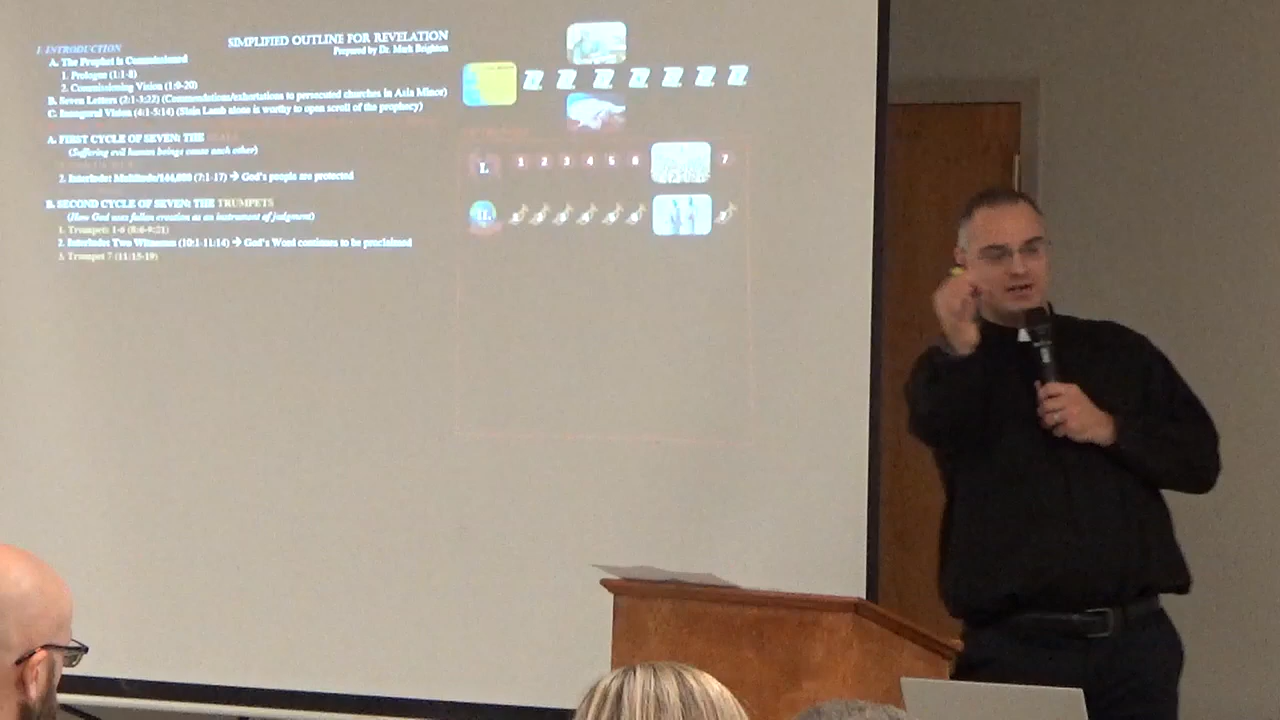 SIMPLIFIED OUTLINE FOR REVELATION
Prepared by Dr. Mark Brighton
I. INTRODUCTION
A. The Prophet is Commissioned
1. Prologue (1:1-8)
2. Commissioning Vision (1:9-20)
B. Seven Letters (2:1-3:22) (Commendations/exhortations to persecuted churches in Asia Minor)
C. Inaugural Vision (4:1-5:14) (Slain Lamb alone is worthy to open scroll of the prophecy)
A. FIRST CYCLE OF SEVEN: THE
(Suffering evil human beings cause each other)
2. Interlude: Multitude/144,000 (7:1-17) → God's people are protected
B. SECOND CYCLE OF SEVEN: THE TRUMPETS
(How God uses fallen creation as an instrument of judgment)
1. Trumpets 1-6 (8:6-9:21)
2. Interlude: Two Witnesses (10:1-11:14) → God's Word continues to be proclaimed
3. Trumpet 7 (11:15-19)
I. 1 2 3 4 5 6 7
II.